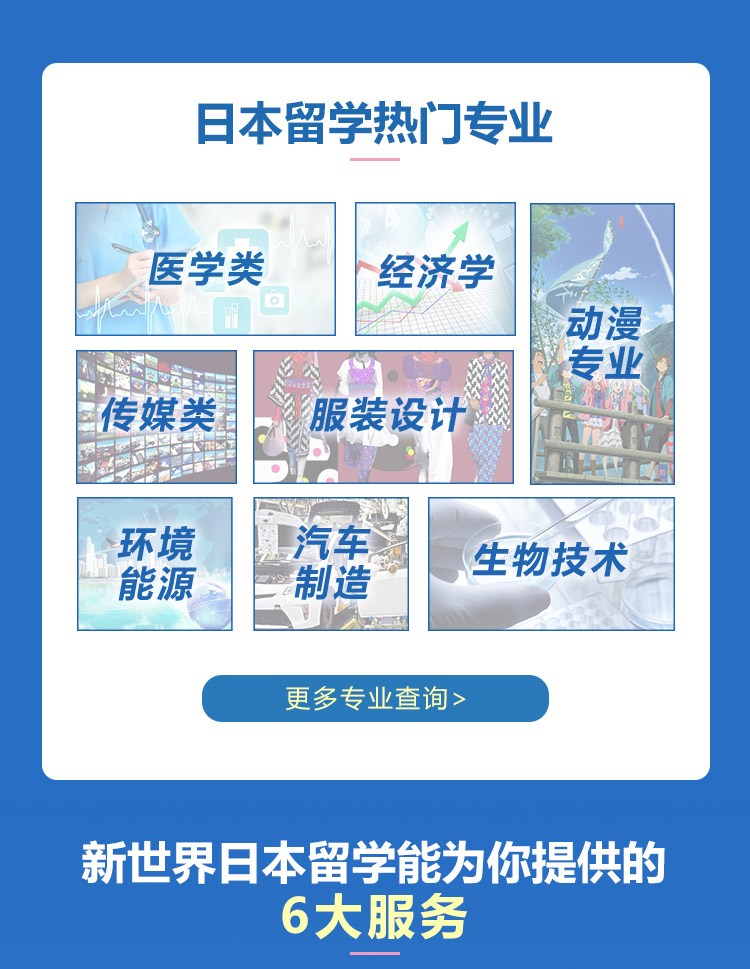 日本留学热门专业
医学类
经济学
动漫
专业
传媒类
服装设计
环境
能源
汽车
制造
生物技术
更多专业查询>
新世界日本留学能为你提供的
6大服务